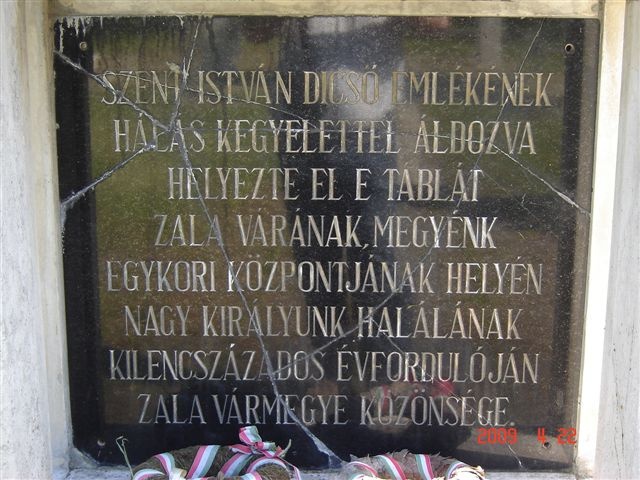 SZENT ISTVÁN DICSŐ EMLÉKÉNEK
HÁLÁS KEGYELETTEL ÁLDOZVA
HELYEZTE EL E TÁBLÁT
ZALA VÁRÁNAK, MEGYÉNK
EGYKORI KÖZPONTJÁNAK HELYÉN
NAGY KIRÁLYUNK HALÁLÁNAK
KILENCSZÁZADOS ÉVFORDULÓJÁN
ZALA VÁRMEGYE KÖZÖNSÉGE.
2009 4 22